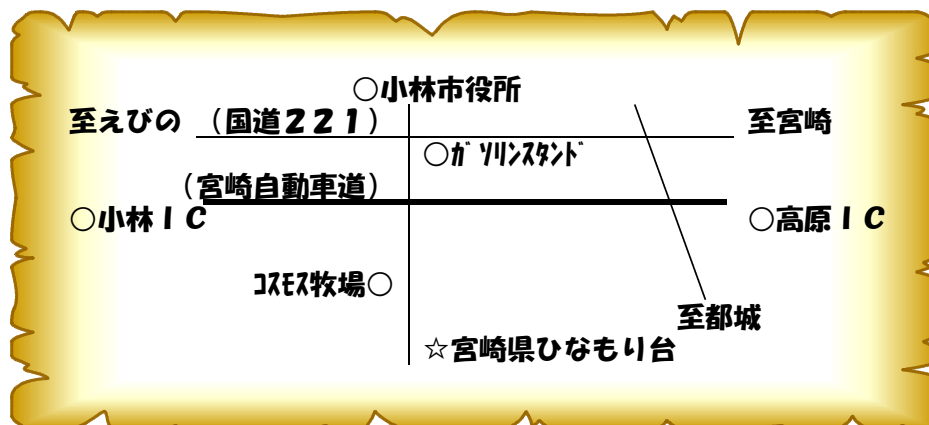 ○小林市役所
至えびの (国道221) 至宮崎
○ガソリンスタンド
(宮崎自動車道)
○小林IC ○高原IC
コスモス牧場○
至都城
☆宮崎県ひなもり台